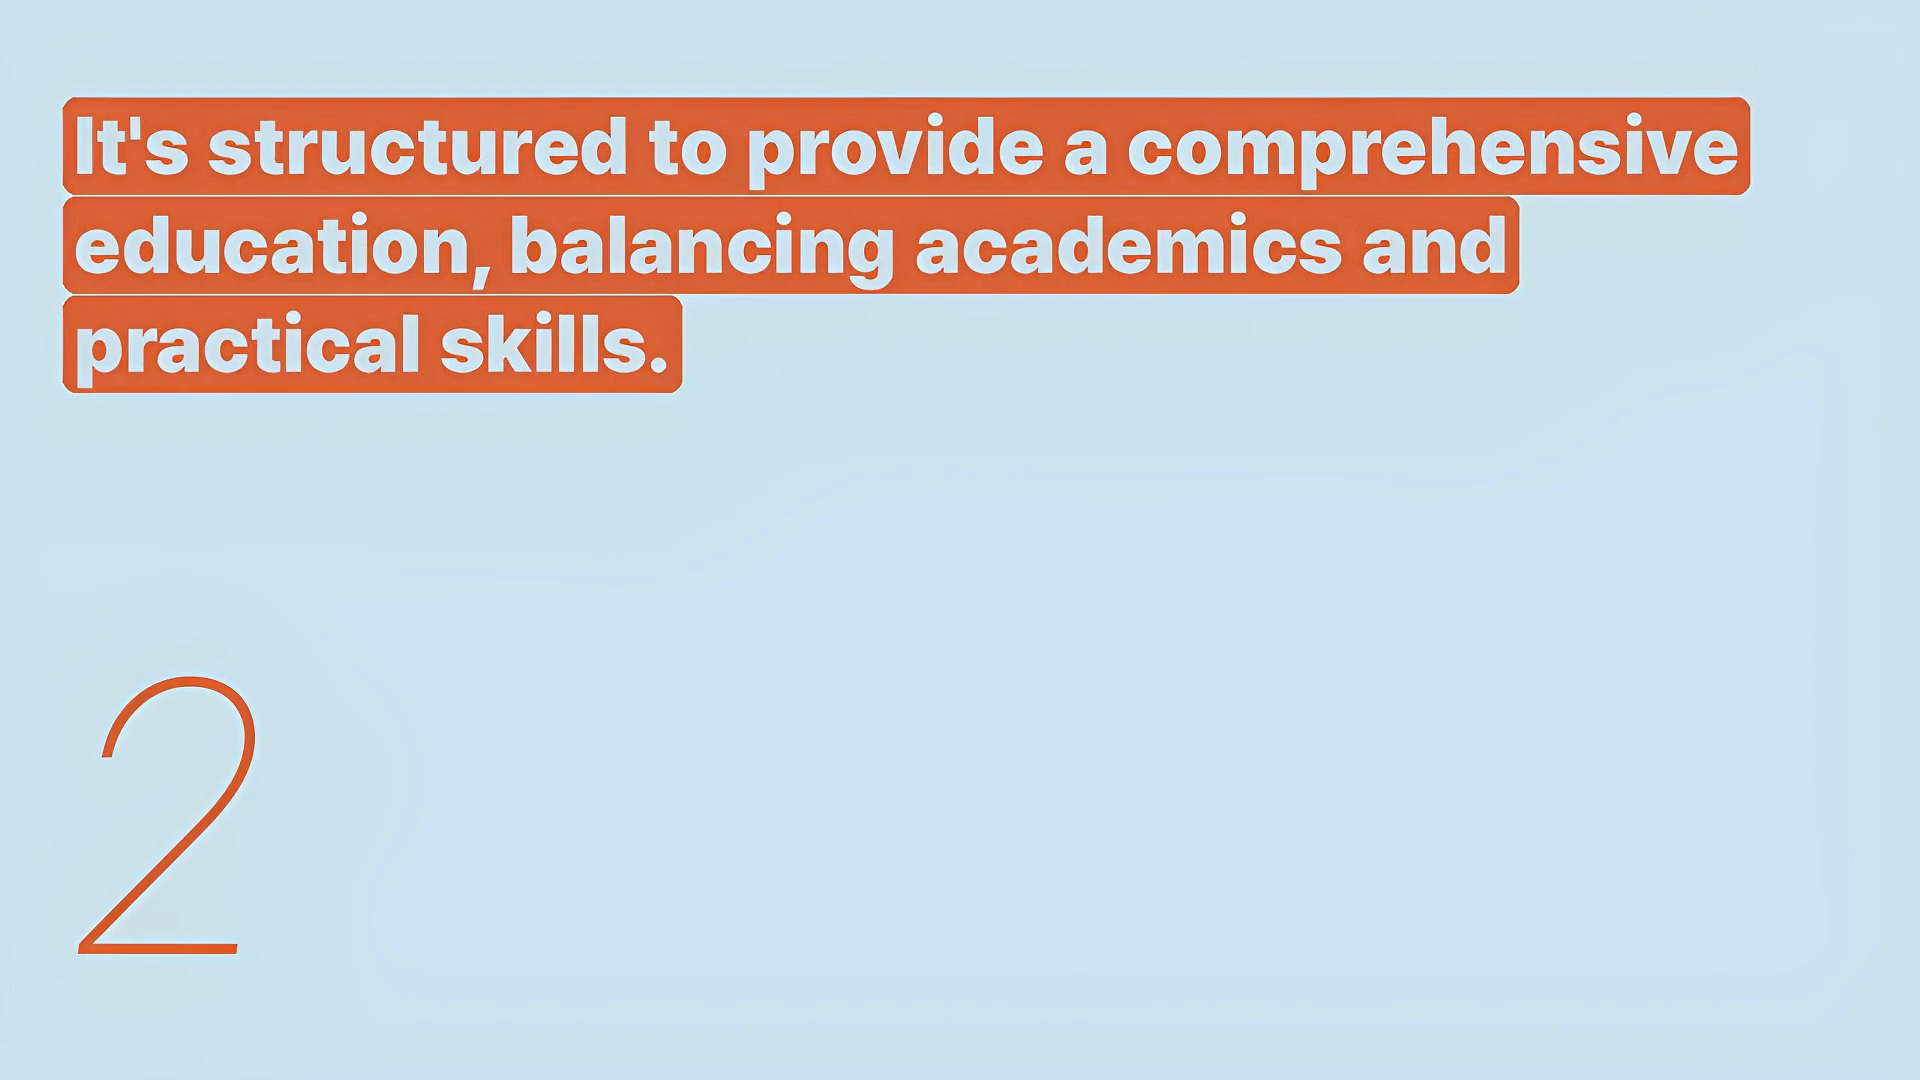 It's structured to provide a comprehensive
education, balancing academics and
practical skills.
2